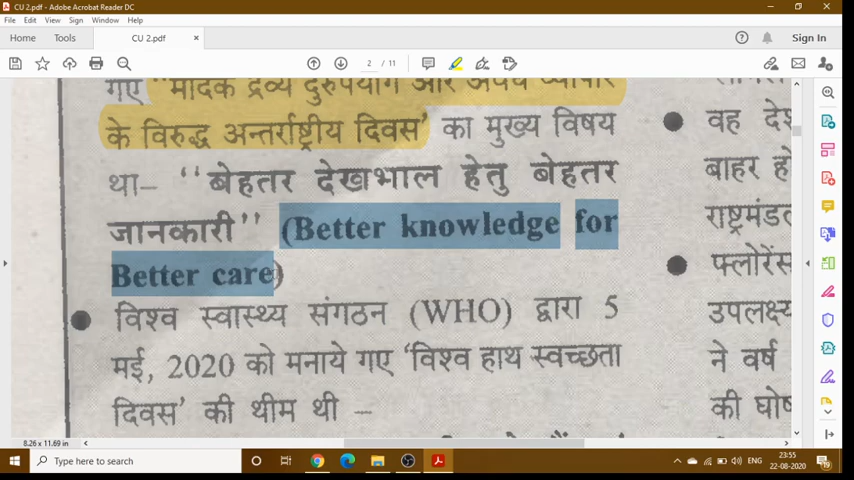 CU 2.pdf - Adobe Acrobat Reader DC
File Edit View Sign Window Help
Home Tools CU 2.pdf × Sign In
2 / 11
गए "मादक द्रव्य दुरुपयोग और अवैध व्यापार
के विरुद्ध अन्तर्राष्ट्रीय दिवस' का मुख्य विषय
था– ''बेहतर देखभाल हेतु बेहतर
जानकारी'' (Better knowledge for
Better care)
विश्व स्वास्थ्य संगठन (WHO) द्वारा 5
मई, 2020 को मनाये गए 'विश्व हाथ स्वच्छता
दिवस' की थीम थी —
वह
बाहर
फ्लोरेंस
ने वर्ष
की
8.26 x 11.69 in
Type here to search
ENG
23:55
22-08-2020